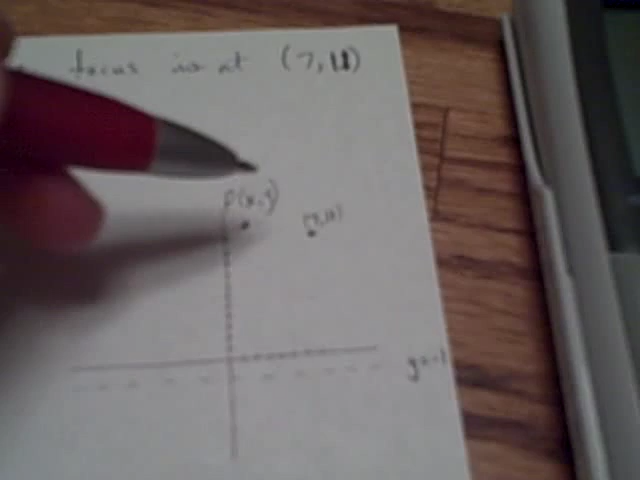 focus is at (7,11)
P(x,y)
(7,11)
y=-1